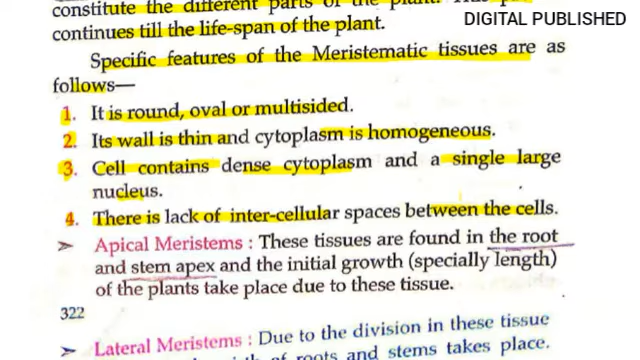 constitute the different parts of the plant. This
DIGITAL PUBLISHED
continues till the life-span of the plant.
Specific features of the Meristematic tissues are as
follows—
1. It is round, oval or multisided.
2. Its wall is thin and cytoplasm is homogeneous.
3. Cell contains dense cytoplasm and a single large
nucleus.
4. There is lack of inter-cellular spaces between the cells.
➢ Apical Meristems : These tissues are found in the root
and stem apex and the initial growth (specially length)
of the plants take place due to these tissue.
322
➢ Lateral Meristems : Due to the division in these tissue
of roots and stems takes place.